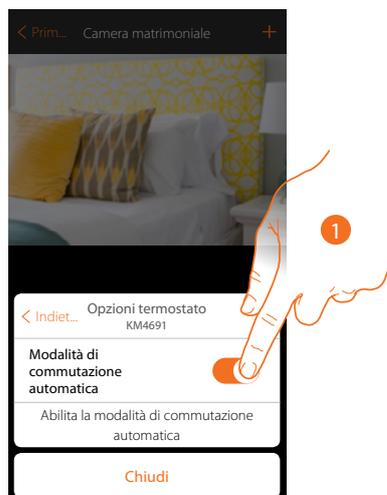 < Prim... Camera matrimoniale +
1
< Indiet... Opzioni termostato
KM4691
Modalità di
commutazione
automatica
Abilita la modalità di commutazione
automatica
Chiudi